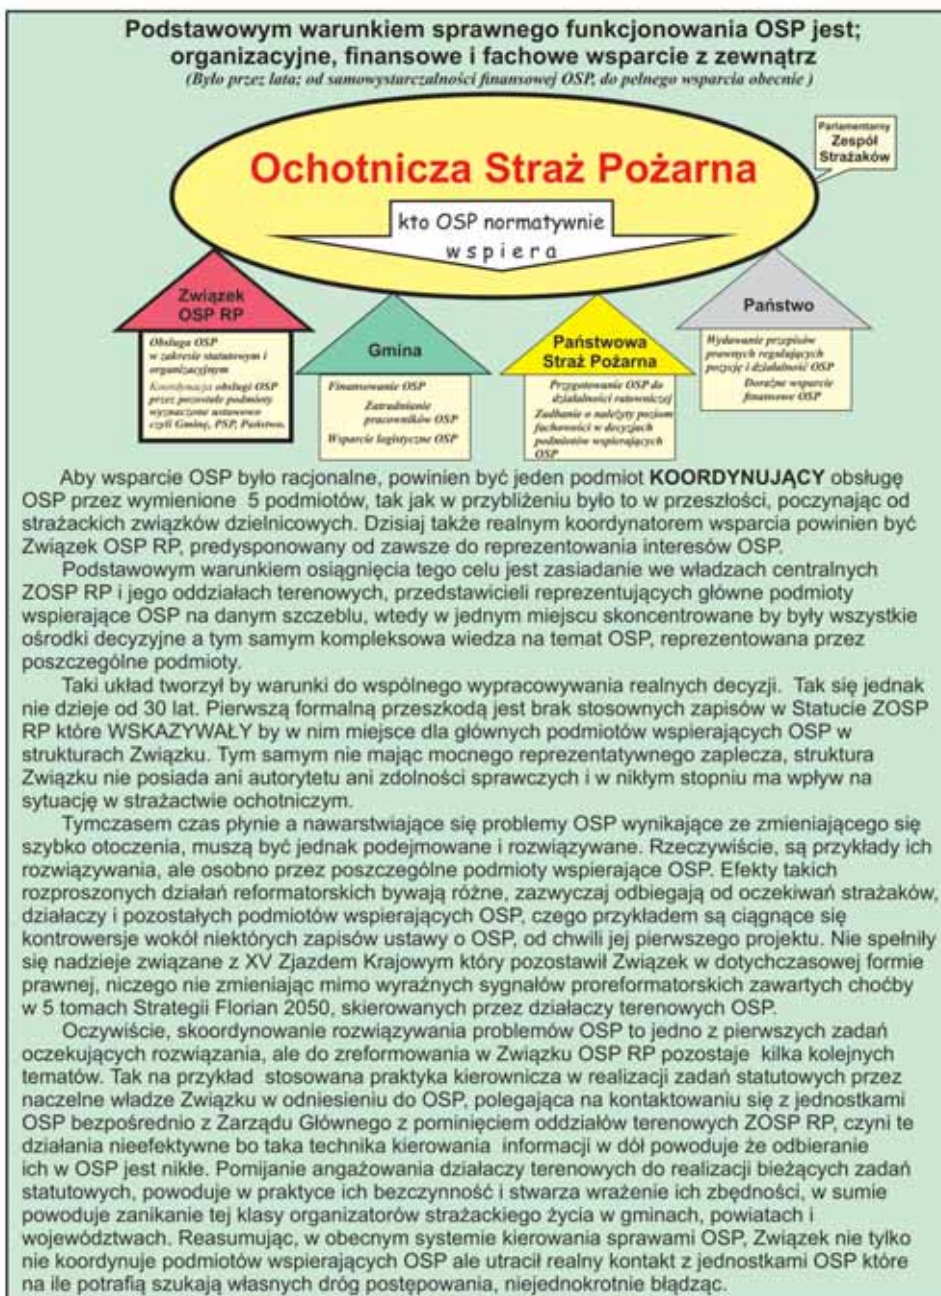 Podstawowym warunkiem sprawnego funkcjonowania OSP jest;
organizacyjne, finansowe i fachowe wsparcie z zewnątrz
(Było przez lata; od samowystarczalności finansowej OSP, do pełnego wsparcia obecnie )
Parlamentarny
Zespół
Strażaków
Ochotnicza Straż Pożarna
kto OSP normatywnie
w s p i e r a
Związek
OSP RP
Obsługa OSP
w zakresie statutowym i
organizacyjnym
Koordynacja obsługi OSP
przez pozostałe podmioty
wyznaczone ustawowo
czyli Gminę, PSP, Państwo.
Gmina
Finansowanie OSP
Zatrudnianie
pracowników OSP
Wsparcie logistyczne OSP
Państwowa
Straż Pożarna
Przygotowanie OSP do
działalności ratowniczej
Zadbanie o należyty poziom
fachowości w decyzjach
podmiotów wspierających
OSP
Państwo
Wydawanie przepisów
prawnych regulujących
pozycję i działalność OSP
Doraźne wsparcie
finansowe OSP
Aby wsparcie OSP było racjonalne, powinien być jeden podmiot KOORDYNUJĄCY obsługę
OSP przez wymienione 5 podmiotów, tak jak w przybliżeniu było to w przeszłości, poczynając od
strażackich związków dzielnicowych. Dzisiaj także realnym koordynatorem wsparcia powinien być
Związek OSP RP, predysponowany od zawsze do reprezentowania interesów OSP.
Podstawowym warunkiem osiągnięcia tego celu jest zasiadanie we władzach centralnych
ZOSP RP i jego oddziałach terenowych, przedstawicieli reprezentujących główne podmioty
wspierające OSP na danym szczeblu, wtedy w jednym miejscu skoncentrowane by były wszystkie
ośrodki decyzyjne a tym samym kompleksowa wiedza na temat OSP, reprezentowana przez
poszczególne podmioty.
Taki układ tworzył by warunki do wspólnego wypracowywania realnych decyzji. Tak się jednak
nie dzieje od 30 lat. Pierwszą formalną przeszkodą jest brak stosownych zapisów w Statucie ZOSP
RP które WSKAZYWAŁY by w nim miejsce dla głównych podmiotów wspierających OSP w
strukturach Związku. Tym samym nie mając mocnego reprezentatywnego zaplecza, struktura
Związku nie posiada ani autorytetu ani zdolności sprawczych i w nikłym stopniu ma wpływ na
sytuację w strażactwie ochotniczym.
Tymczasem czas płynie a nawarstwiające się problemy OSP wynikające ze zmieniającego się
szybko otoczenia, muszą być jednak podejmowane i rozwiązywane. Rzeczywiście, są przykłady ich
rozwiązywania, ale osobno przez poszczególne podmioty wspierające OSP. Efekty takich
rozproszonych działań reformatorskich bywają różne, zazwyczaj odbiegają od oczekiwań strażaków,
działaczy i pozostałych podmiotów wspierających OSP, czego przykładem są ciągnące się
kontrowersje wokół niektórych zapisów ustawy o OSP, od chwili jej pierwszego projektu. Nie spełniły
się nadzieje związane z XV Zjazdem Krajowym który pozostawił Związek w dotychczasowej formie
prawnej, niczego nie zmieniając mimo wyraźnych sygnałów proreformatorskich zawartych choćby
w 5 tomach Strategii Florian 2050, skierowanych przez działaczy terenowych OSP.
Oczywiście, skoordynowanie rozwiązywania problemów OSP to jedno z pierwszych zadań
oczekujących rozwiązania, ale do zreformowania w Związku OSP RP pozostaje kilka kolejnych
tematów. Tak na przykład stosowana praktyka kierownicza w realizacji zadań statutowych przez
naczelne władze Związku w odniesieniu do OSP, polegająca na kontaktowaniu się z jednostkami
OSP bezpośrednio z Zarządu Głównego z pominięciem oddziałów terenowych ZOSP RP, czyni te
działania nieefektywne bo taka technika kierowania informacji w dół powoduje że odbieranie
ich w OSP jest nikłe. Pomijanie angażowania działaczy terenowych do realizacji bieżących zadań
statutowych, powoduje w praktyce ich bezczynność i stwarza wrażenie ich zbędności, w sumie
powoduje zanikanie tej klasy organizatorów strażackiego życia w gminach, powiatach i
województwach. Reasumując, w obecnym systemie kierowania sprawami OSP, Związek nie tylko
nie koordynuje podmiotów wspierających OSP ale utracił realny kontakt z jednostkami OSP które
na ile potrafią szukają własnych dróg postępowania, niejednokrotnie błądząc.